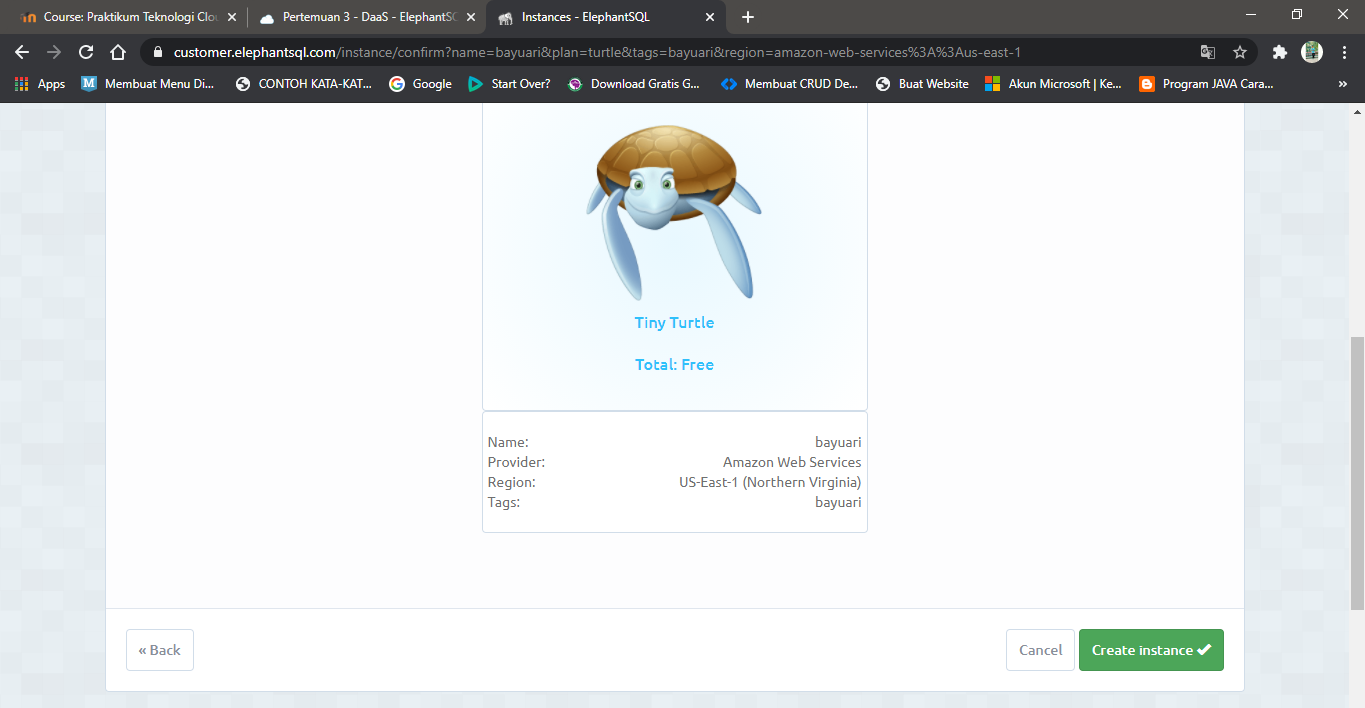 Course: Praktikum Teknologi Clo
Pertemuan 3 - DaaS - ElephantSQ
Instances - ElephantSQL
customer.elephantsql.com/instance/confirm?name=bayuari&plan=turtle&tags=bayuari&region=amazon-web-services%3A%3Aus-east-1
Apps
M Membuat Menu Di...
CONTOH KATA-KAT...
G Google
Start Over?
Download Gratis G...
Membuat CRUD De...
Buat Website
Akun Microsoft | Ke...
Program JAVA Cara...
»
Tiny Turtle
Total: Free
Name: bayuari
Provider: Amazon Web Services
Region: US-East-1 (Northern Virginia)
Tags: bayuari
« Back
Cancel
Create instance ✔